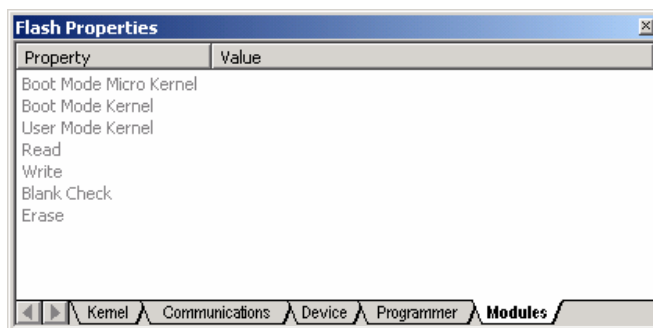 Flash Properties
Property Value
Boot Mode Micro Kernel
Boot Mode Kernel
User Mode Kernel
Read
Write
Blank Check
Erase
Kernel Communications Device Programmer Modules